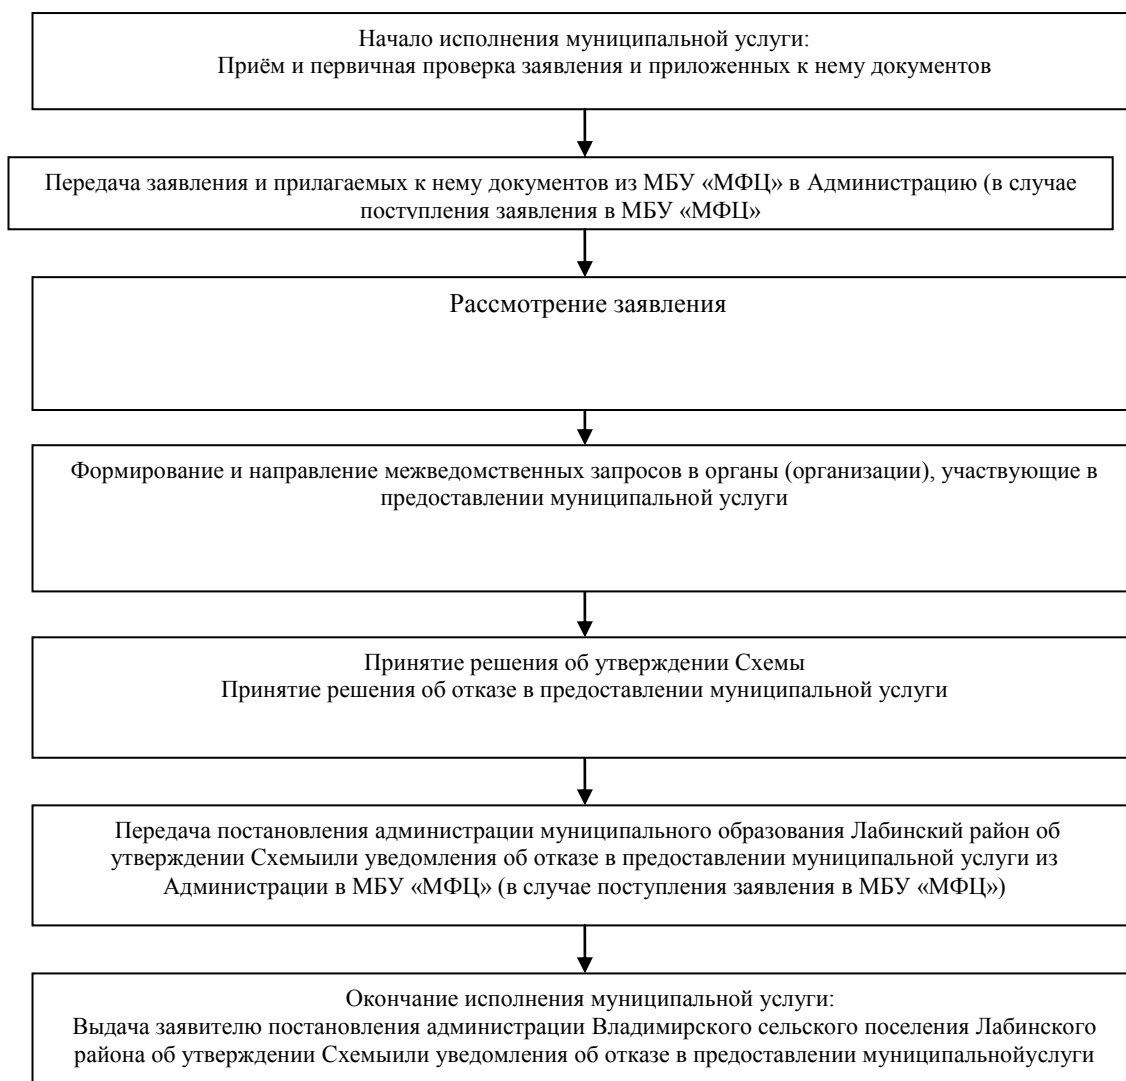 Начало исполнения муниципальной услуги:
Приём и первичная проверка заявления и приложенных к нему документов
Передача заявления и прилагаемых к нему документов из МБУ «МФЦ» в Администрацию (в случае
поступления заявления в МБУ «МФЦ»
Рассмотрение заявления
Формирование и направление межведомственных запросов в органы (организации), участвующие в
предоставлении муниципальной услуги
Принятие решения об утверждении Схемы
Принятие решения об отказе в предоставлении муниципальной услуги
Передача постановления администрации муниципального образования Лабинский район об
утверждении Схемыили уведомления об отказе в предоставлении муниципальной услуги из
Администрации в МБУ «МФЦ» (в случае поступления заявления в МБУ «МФЦ»)
Окончание исполнения муниципальной услуги:
Выдача заявителю постановления администрации Владимирского сельского поселения Лабинского
района об утверждении Схемыили уведомления об отказе в предоставлении муниципальнойуслуги